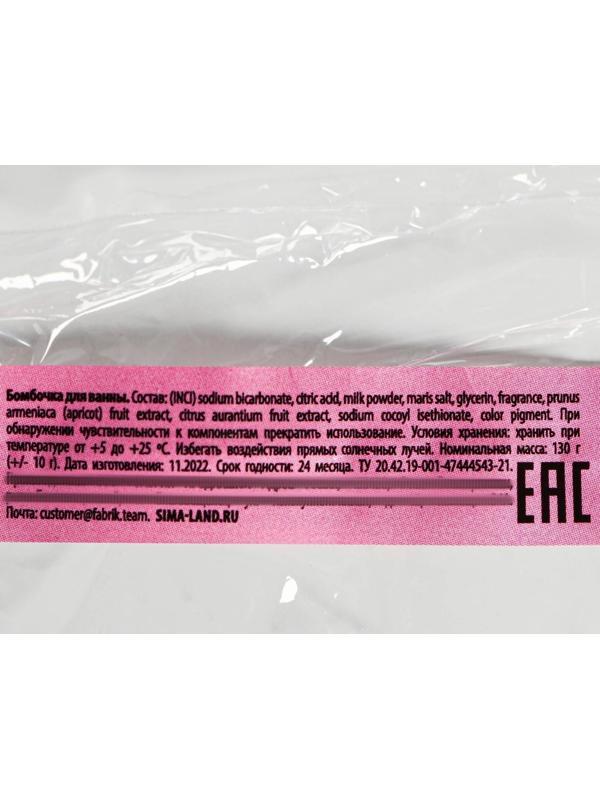 Бомбочка для ванны. Состав: (INCI) sodium bicarbonate, citric acid, milk powder, maris salt, glycerin, fragrance, prunus
armeniaca (apricot) fruit extract, citrus aurantium fruit extract, sodium cocoyl isethionate, color pigment. При
обнаружении чувствительности к компонентам прекратить использование. Условия хранения: хранить при
температуре от +5 до +25 °C. Избегать воздействия прямых солнечных лучей. Номинальная масса: 130 г
(+/- 10 г). Дата изготовления: 11.2022. Срок годности: 24 месяца. ТУ 20.42.19-001-47444543-21.
Почта: customer@fabrik.team. SIMA-LAND.RU
EAC